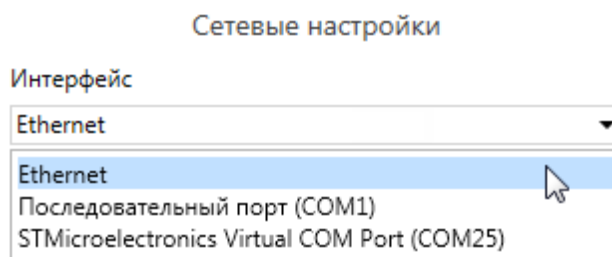 Сетевые настройки
Интерфейс
Ethernet
Ethernet
Последовательный порт (COM1)
STMicroelectronics Virtual COM Port (COM25)